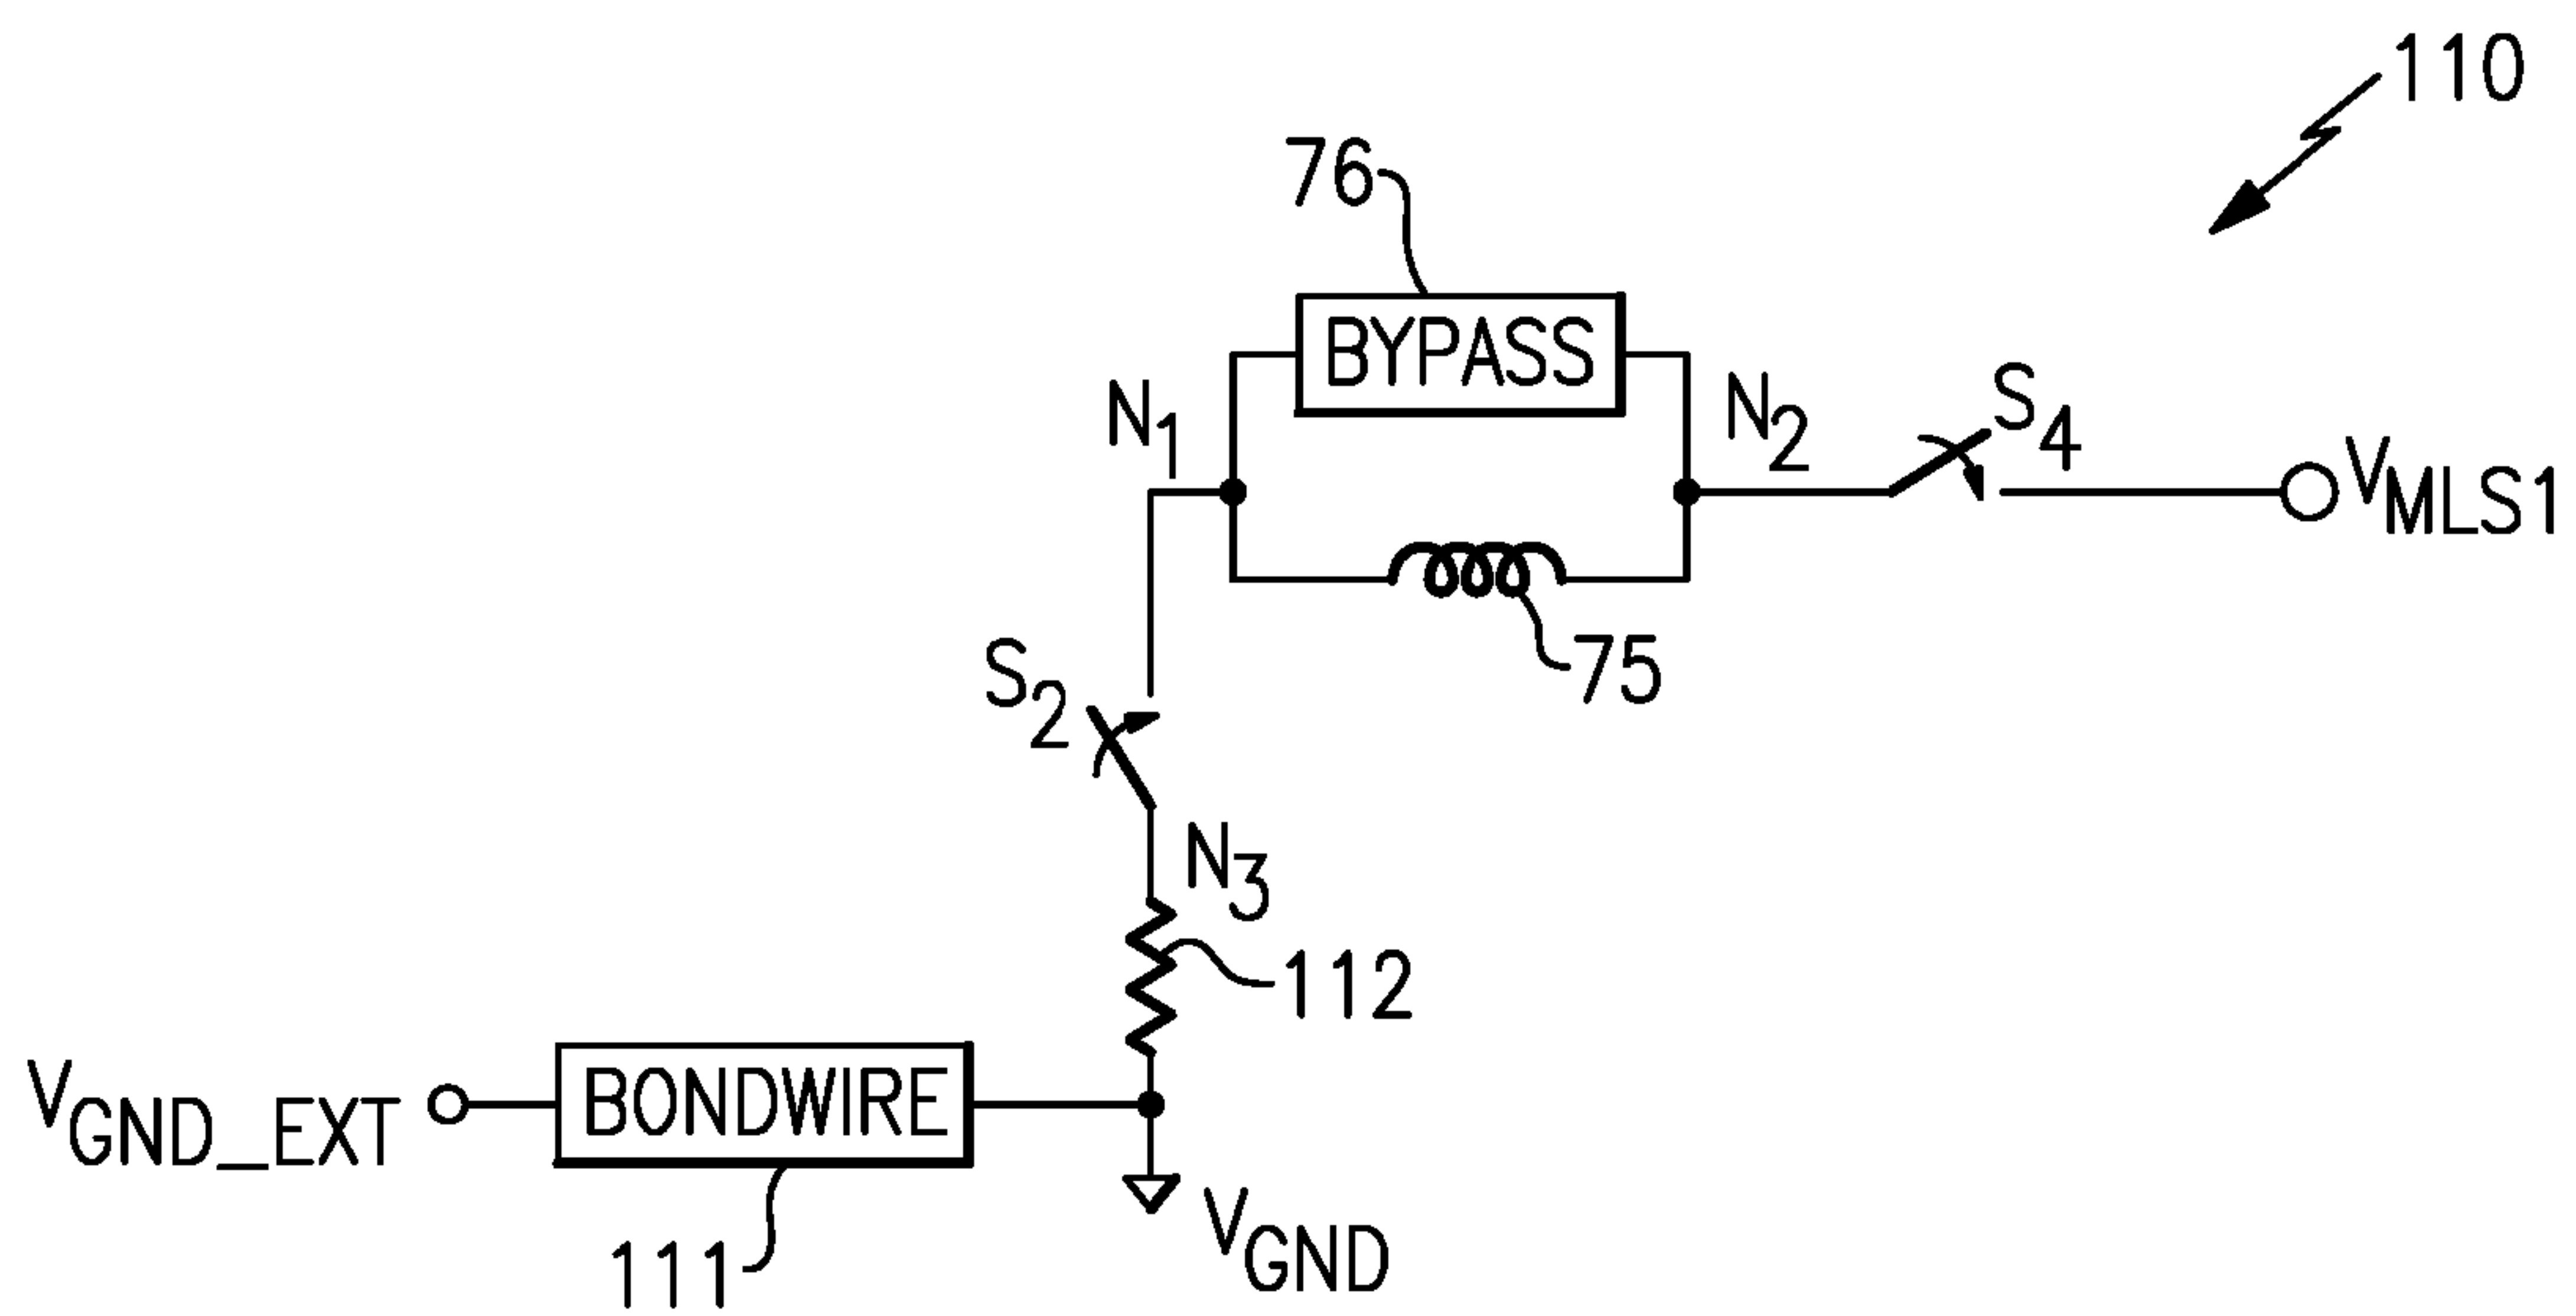 110
76
BYPASS
N1
N2
S4
VMLS1
75
S2
N3
112
VGND_EXT
BONDWIRE
VGND
111